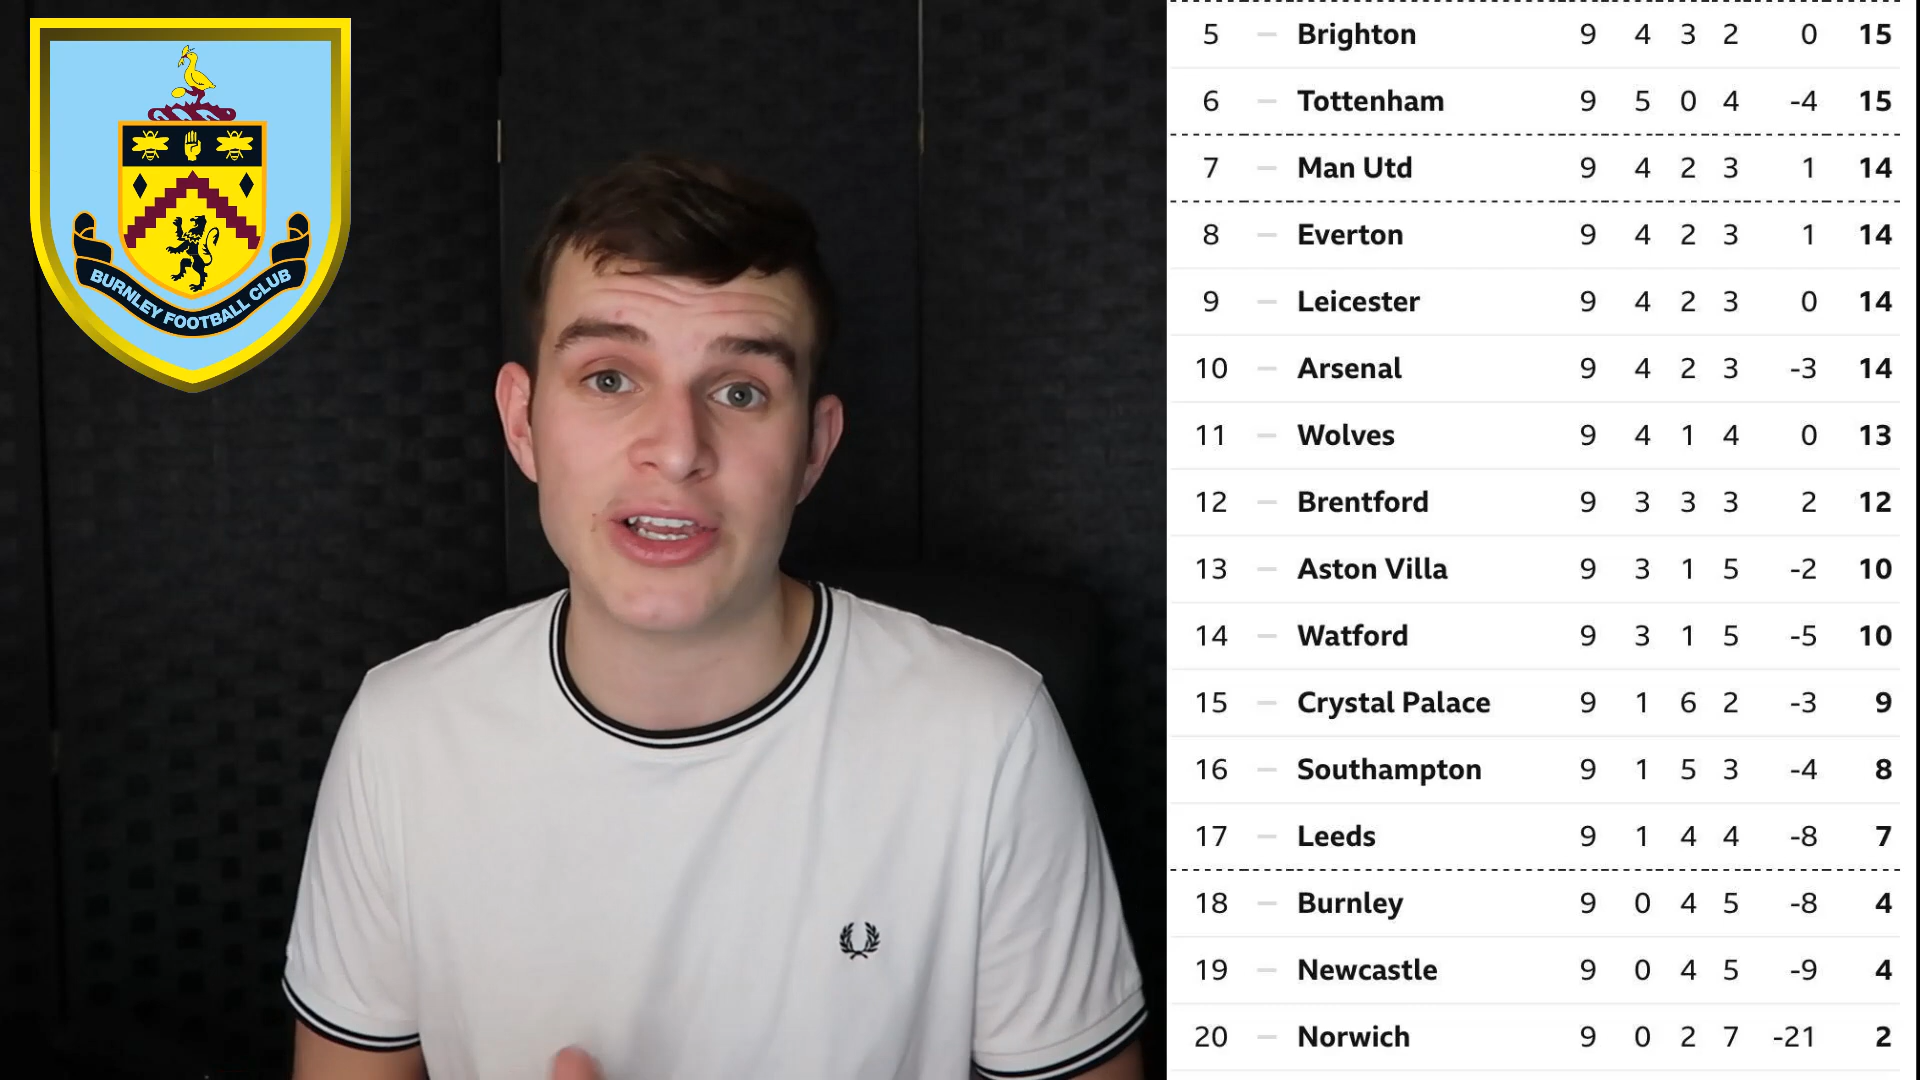 BURNLEY FOOTBALL CLUB
5 — Brighton 9 4 3 2 0 15
6 — Tottenham 9 5 0 4 -4 15
7 — Man Utd 9 4 2 3 1 14
8 — Everton 9 4 2 3 1 14
9 — Leicester 9 4 2 3 0 14
10 — Arsenal 9 4 2 3 -3 14
11 — Wolves 9 4 1 4 0 13
12 — Brentford 9 3 3 3 2 12
13 — Aston Villa 9 3 1 5 -2 10
14 — Watford 9 3 1 5 -5 10
15 — Crystal Palace 9 1 6 2 -3 9
16 — Southampton 9 1 5 3 -4 8
17 — Leeds 9 1 4 4 -8 7
18 — Burnley 9 0 4 5 -8 4
19 — Newcastle 9 0 4 5 -9 4
20 — Norwich 9 0 2 7 -21 2